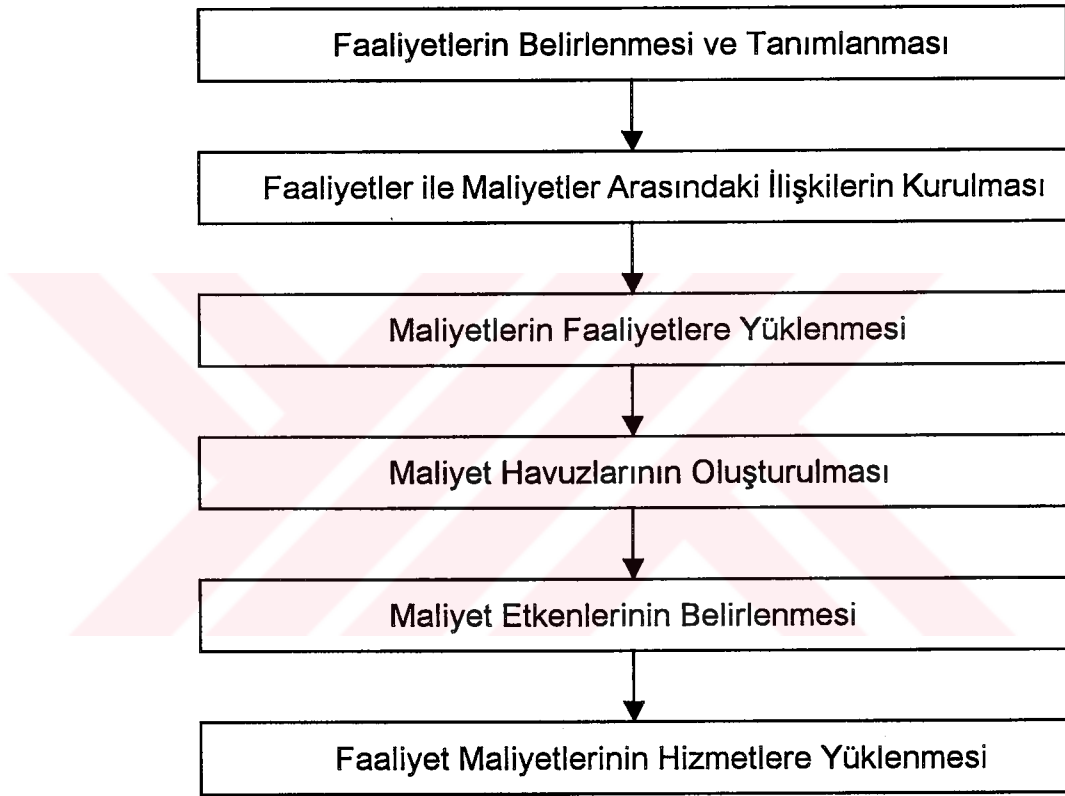 Faaliyetlerin Belirlenmesi ve Tanımlanması
Faaliyetler ile Maliyetler Arasındaki İlişkilerin Kurulması
Maliyetlerin Faaliyetlere Yüklenmesi
Maliyet Havuzlarının Oluşturulması
Maliyet Etkenlerinin Belirlenmesi
Faaliyet Maliyetlerinin Hizmetlere Yüklenmesi